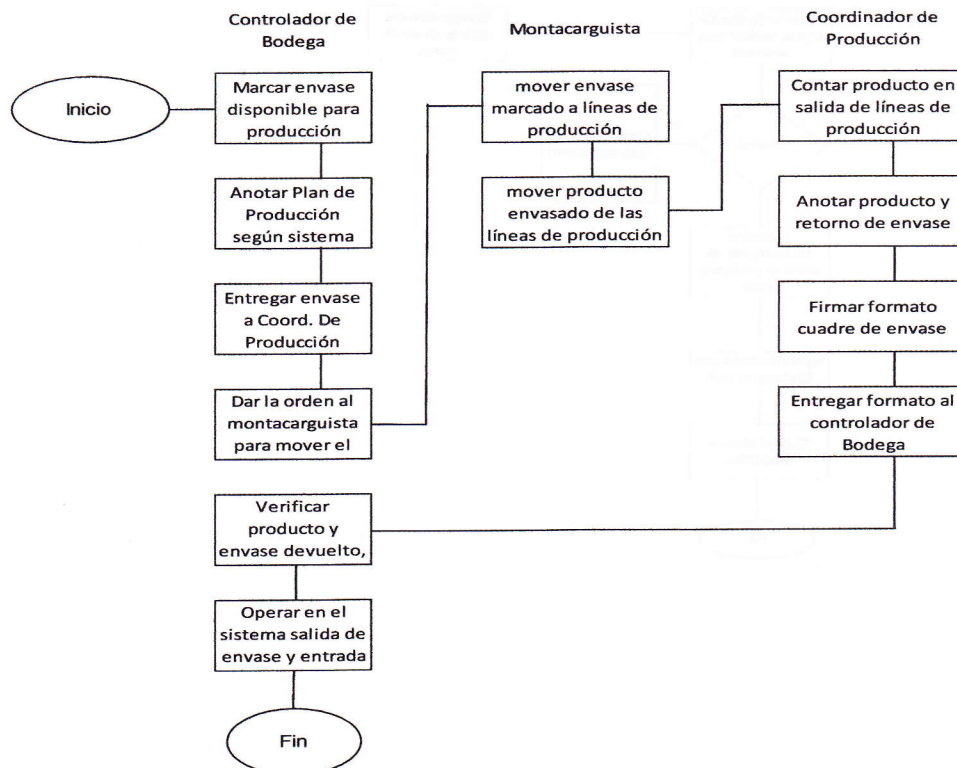 Controlador de
Bodega
Montacarguista
Coordinador de
Producción
Inicio
Marcar envase
disponible para
producción
Anotar Plan de
Producción
según sistema
Entregar envase
a Coord. De
Producción
Dar la orden al
montacarguista
para mover el
mover envase
marcado a líneas de
producción
mover producto
envasado de las
líneas de producción
Contar producto en
salida de líneas de
producción
Anotar producto y
retorno de envase
Firmar formato
cuadre de envase
Entregar formato al
controlador de
Bodega
Verificar
producto y
envase devuelto,
Operar en el
sistema salida de
envase y entrada
Fin